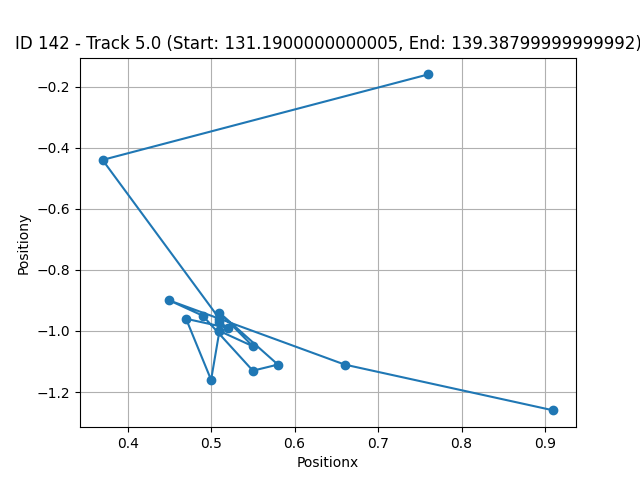 ID 142 - Track 5.0 (Start: 131.1900000000005, End: 139.38799999999992)
−0.2
−0.4
−0.6
−0.8
−1.0
−1.2
Positiony
0.4 0.5 0.6 0.7 0.8 0.9
Positionx